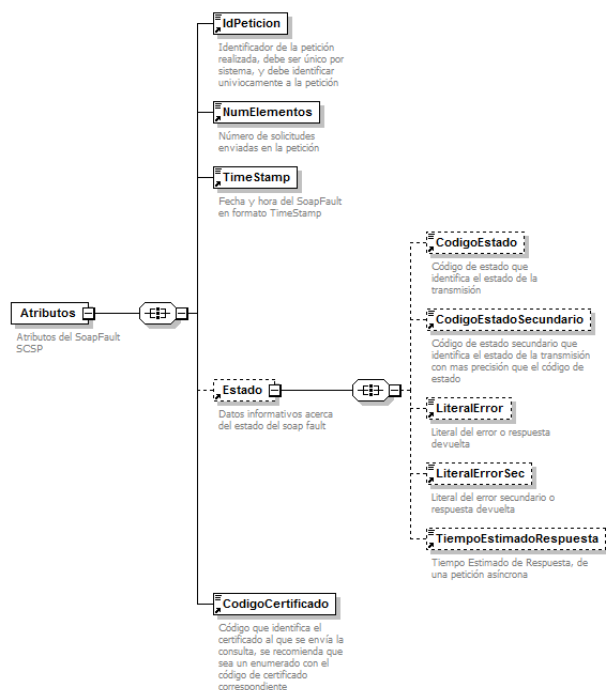 IdPeticion
Identificador de la petición
realizada, debe ser único por
sistema, y debe identificar
univiocamente a la petición
NumElementos
Número de solicitudes
enviadas en la petición
TimeStamp
Fecha y hora del SoapFault
en formato TimeStamp
Atributos
Atributos del SoapFault
SCSP
Estado
Datos informativos acerca
del estado del soap fault
CodigoEstado
Código de estado que
identifica el estado de la
transmisión
CodigoEstadoSecundario
Código de estado secundario que
identifica el estado de la transmisión
con mas precisión que el código de
estado
LiteralError
Literal del error o respuesta
devuelta
LiteralErrorSec
Literal del error secundario o
respuesta devuelta
TiempoEstimadoRespuesta
Tiempo Estimado de Respuesta, de
una petición asíncrona
CodigoCertificado
Código que identifica el
certificado al que se envía la
consulta, se recomienda que
sea un enumerado con el
código de certificado
correspondiente